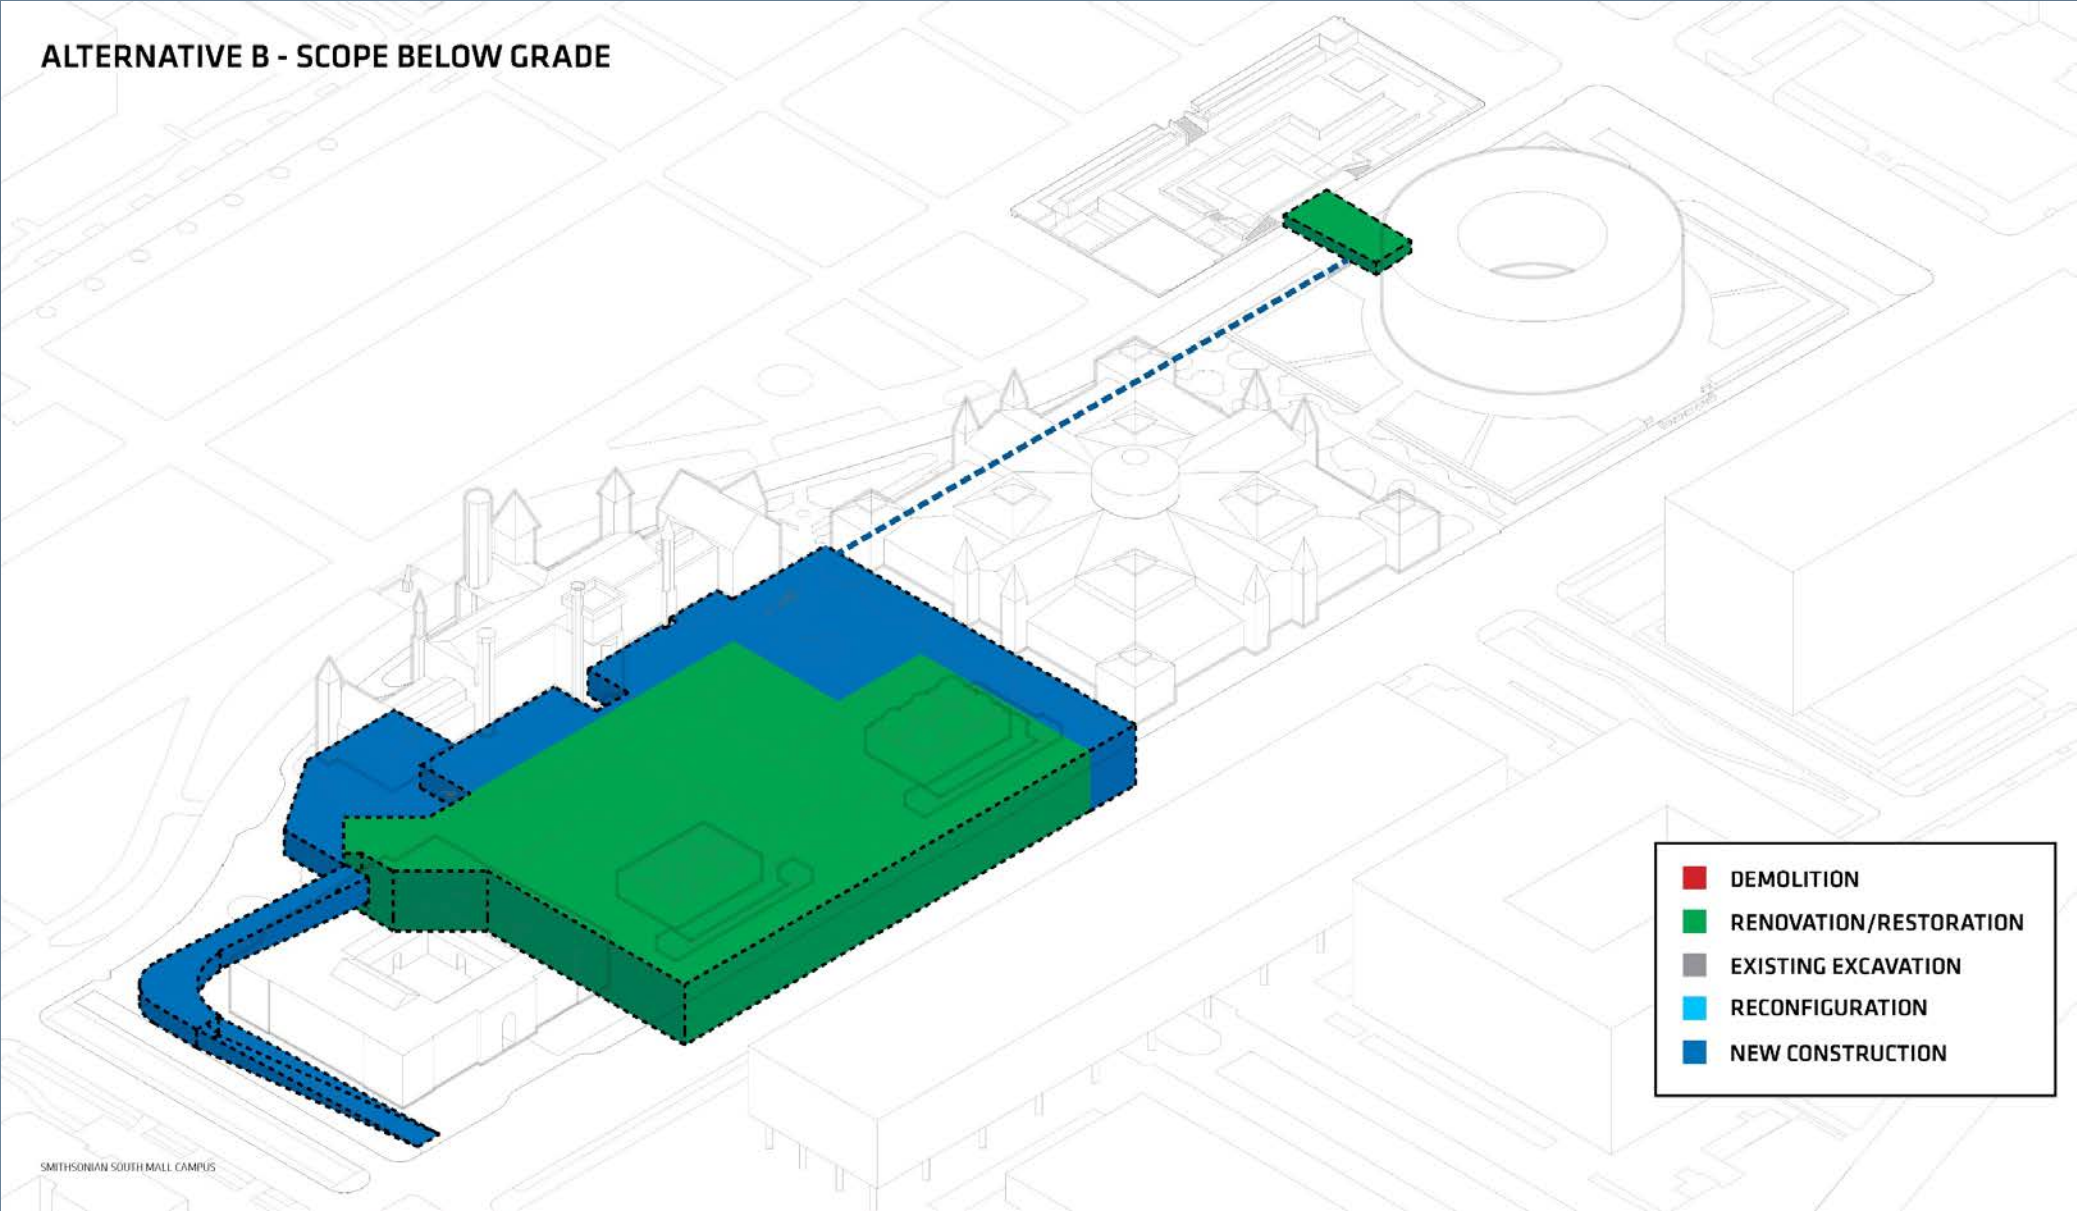 ALTERNATIVE B - SCOPE BELOW GRADE
DEMOLITION
RENOVATION/RESTORATION
EXISTING EXCAVATION
RECONFIGURATION
NEW CONSTRUCTION
SMITHSONIAN SOUTH MALL CAMPUS